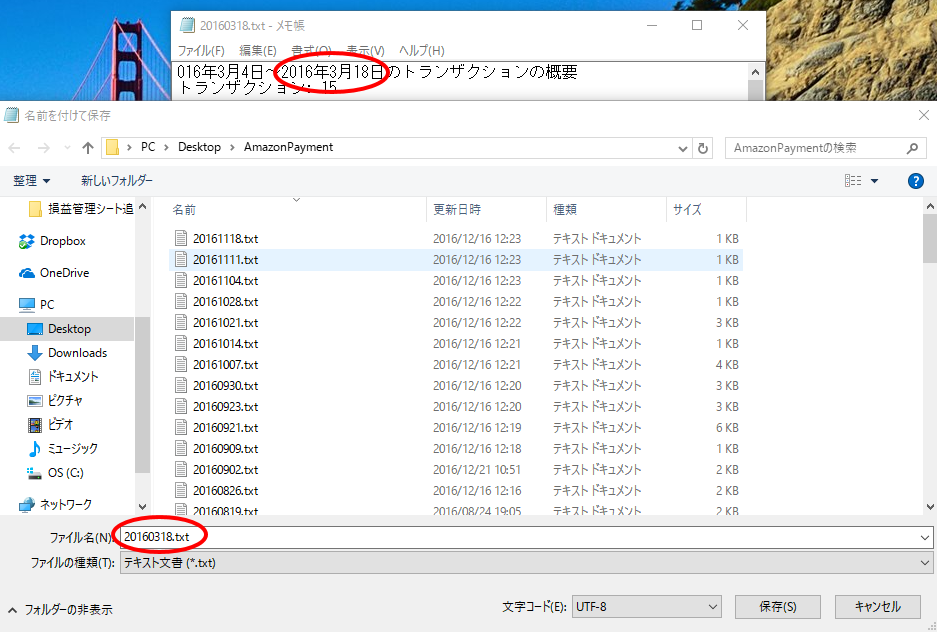 20160318.txt - メモ帳
ファイル(F) 編集(E) 書式(O) 表示(V) ヘルプ(H)
016年3月4日～2016年3月18日のトランザクションの概要
トランザクション: 15
名前を付けて保存
PC > Desktop > AmazonPayment
AmazonPaymentの検索
整理 新しいフォルダー
損益管理シート追
Dropbox
OneDrive
PC
Desktop
Downloads
ドキュメント
ピクチャ
ビデオ
ミュージック
OS (C:)
ネットワーク
名前 更新日時 種類 サイズ
20161118.txt 2016/12/16 12:23 テキスト ドキュメント 1 KB
20161111.txt 2016/12/16 12:23 テキスト ドキュメント 1 KB
20161104.txt 2016/12/16 12:23 テキスト ドキュメント 1 KB
20161028.txt 2016/12/16 12:22 テキスト ドキュメント 1 KB
20161021.txt 2016/12/16 12:22 テキスト ドキュメント 3 KB
20161014.txt 2016/12/16 12:21 テキスト ドキュメント 1 KB
20161007.txt 2016/12/16 12:21 テキスト ドキュメント 4 KB
20160930.txt 2016/12/16 12:20 テキスト ドキュメント 3 KB
20160923.txt 2016/12/16 12:20 テキスト ドキュメント 3 KB
20160921.txt 2016/12/16 12:19 テキスト ドキュメント 6 KB
20160909.txt 2016/12/16 12:18 テキスト ドキュメント 1 KB
20160902.txt 2016/12/21 10:51 テキスト ドキュメント 2 KB
20160826.txt 2016/12/16 12:16 テキスト ドキュメント 2 KB
20160819.txt 2016/08/24 19:05 テキスト ドキュメント 2 KB
ファイル名(N): 20160318.txt
ファイルの種類(T): テキスト文書 (*.txt)
フォルダーの非表示
文字コード(E): UTF-8 保存(S) キャンセル